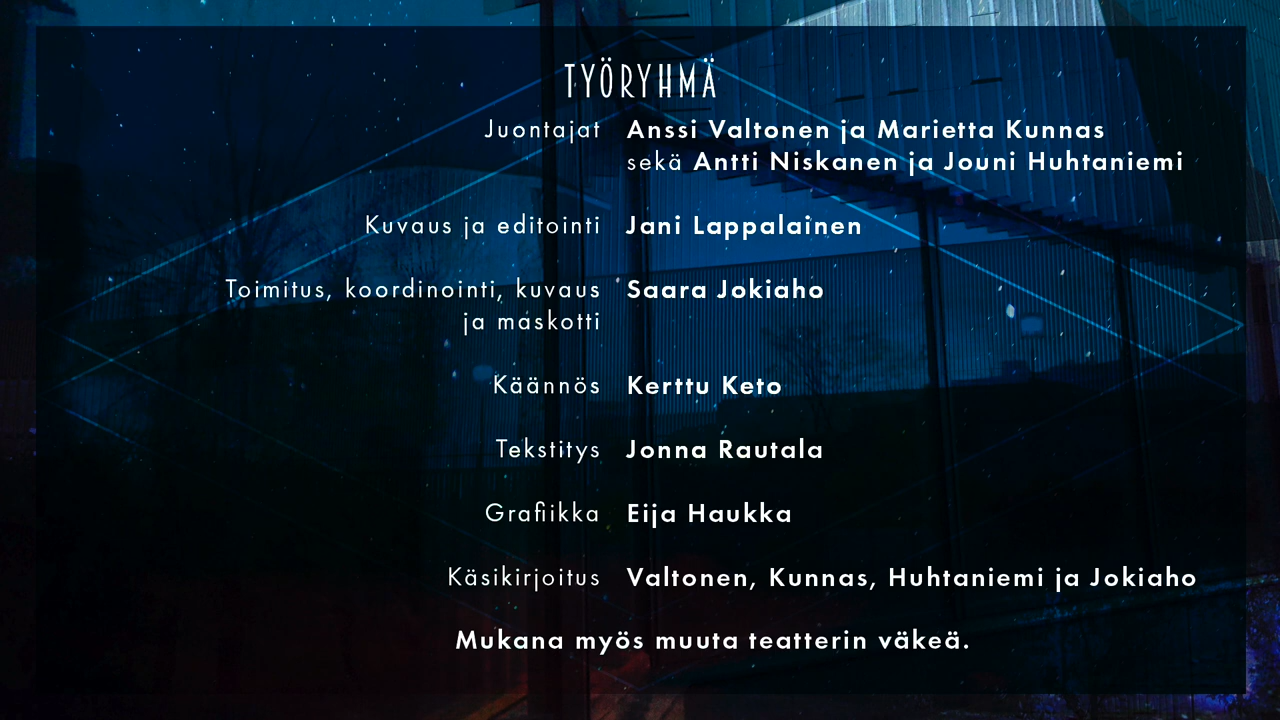 TYÖRYHMÄ
Juontajat Anssi Valtonen ja Marietta Kunnas
sekä Antti Niskanen ja Jouni Huhtaniemi
Kuvaus ja editointi Jani Lappalainen
Toimitus, koordinointi, kuvaus Saara Jokiaho
ja maskotti
Käännös Kerttu Keto
Tekstitys Jonna Rautala
Grafiikka Eija Haukka
Käsikirjoitus Valtonen, Kunnas, Huhtaniemi ja Jokiaho
Mukana myös muuta teatterin väkeä.